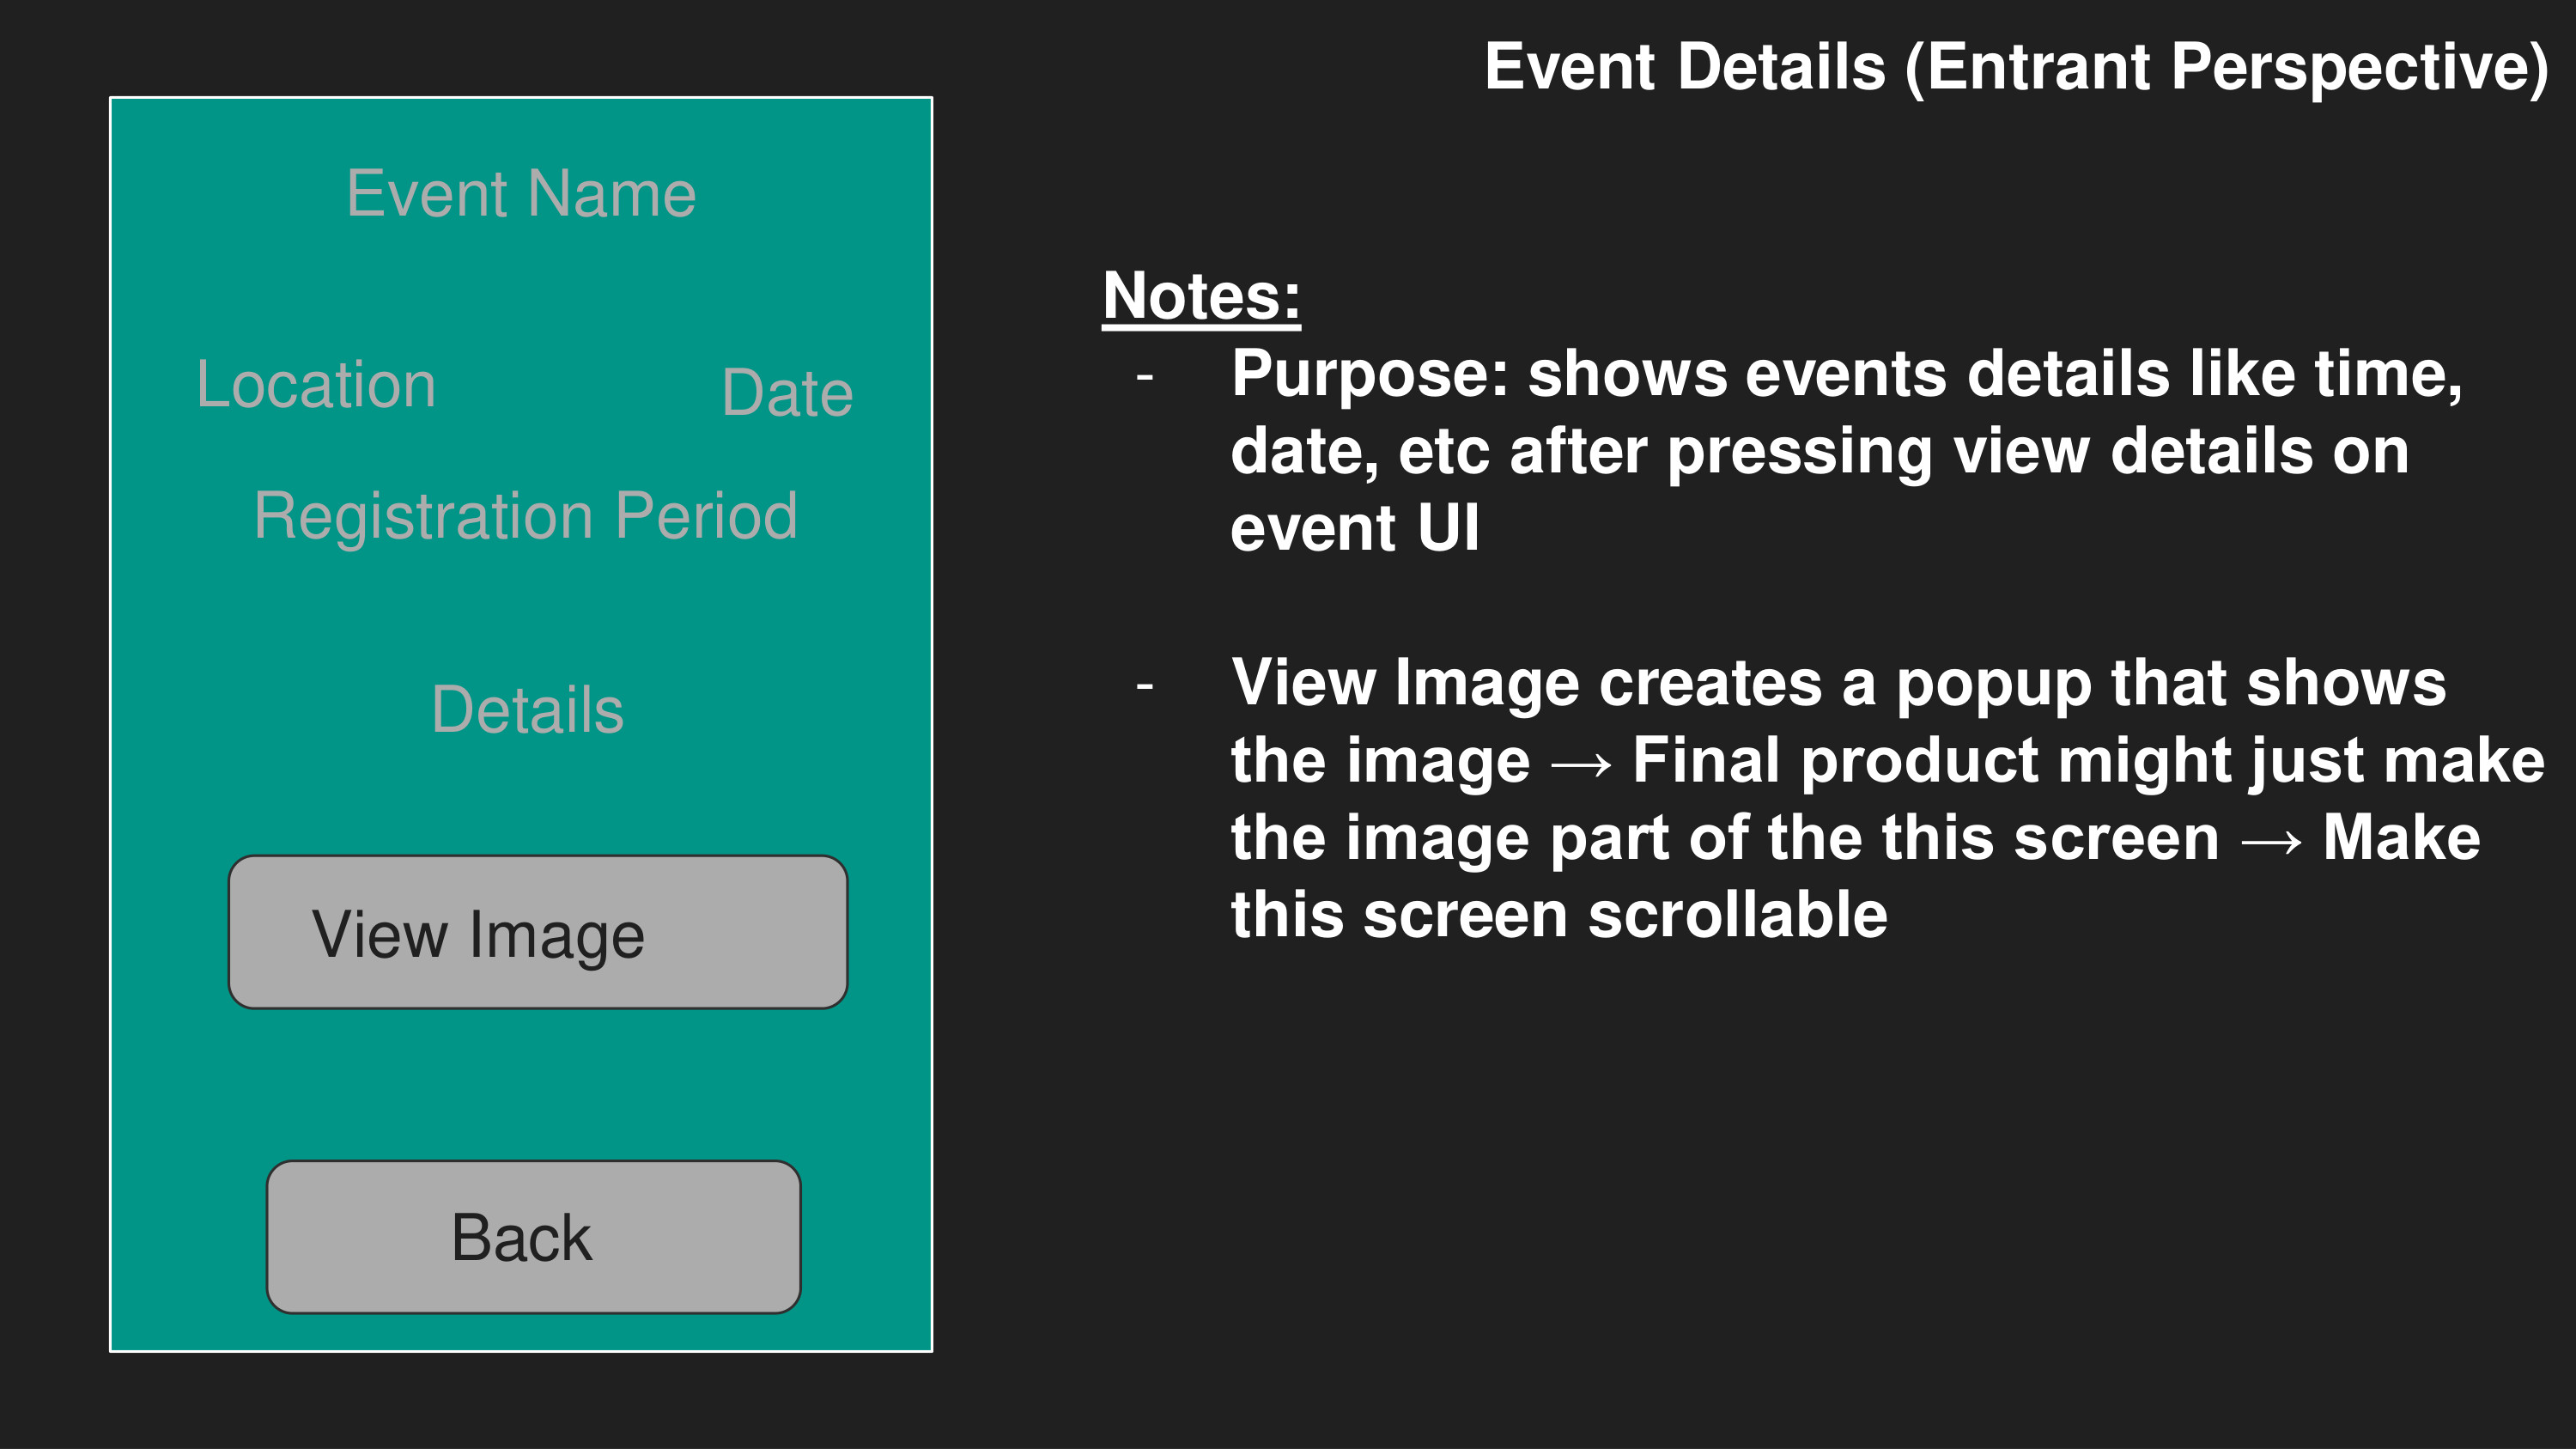 Event Details (Entrant Perspective)
Event Name
Location
Date
Registration Period
Details
View Image
Back
Notes:
- Purpose: shows events details like time,
date, etc after pressing view details on
event UI
- View Image creates a popup that shows
the image → Final product might just make
the image part of the this screen → Make
this screen scrollable